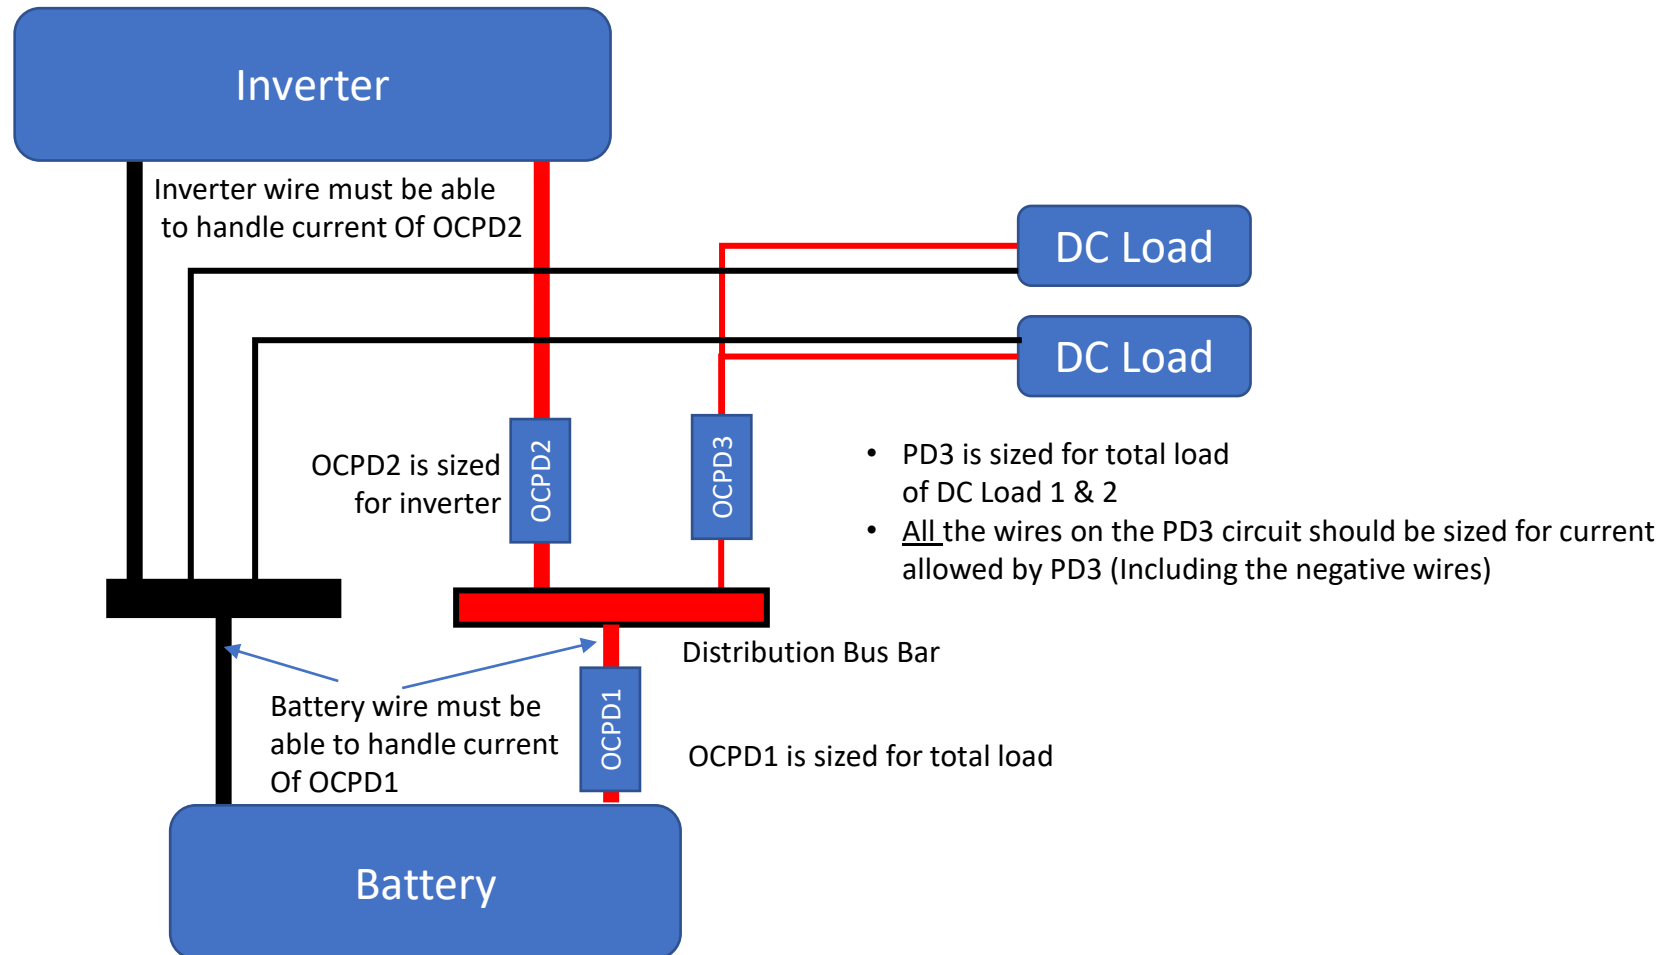 Inverter
Inverter wire must be able
to handle current Of OCPD2
DC Load
DC Load
OCPD2 is sized
for inverter
OCPD2
OCPD3
• PD3 is sized for total load
of DC Load 1 & 2
• All the wires on the PD3 circuit should be sized for current
allowed by PD3 (Including the negative wires)
Distribution Bus Bar
Battery wire must be
able to handle current
Of OCPD1
OCPD1
OCPD1 is sized for total load
Battery